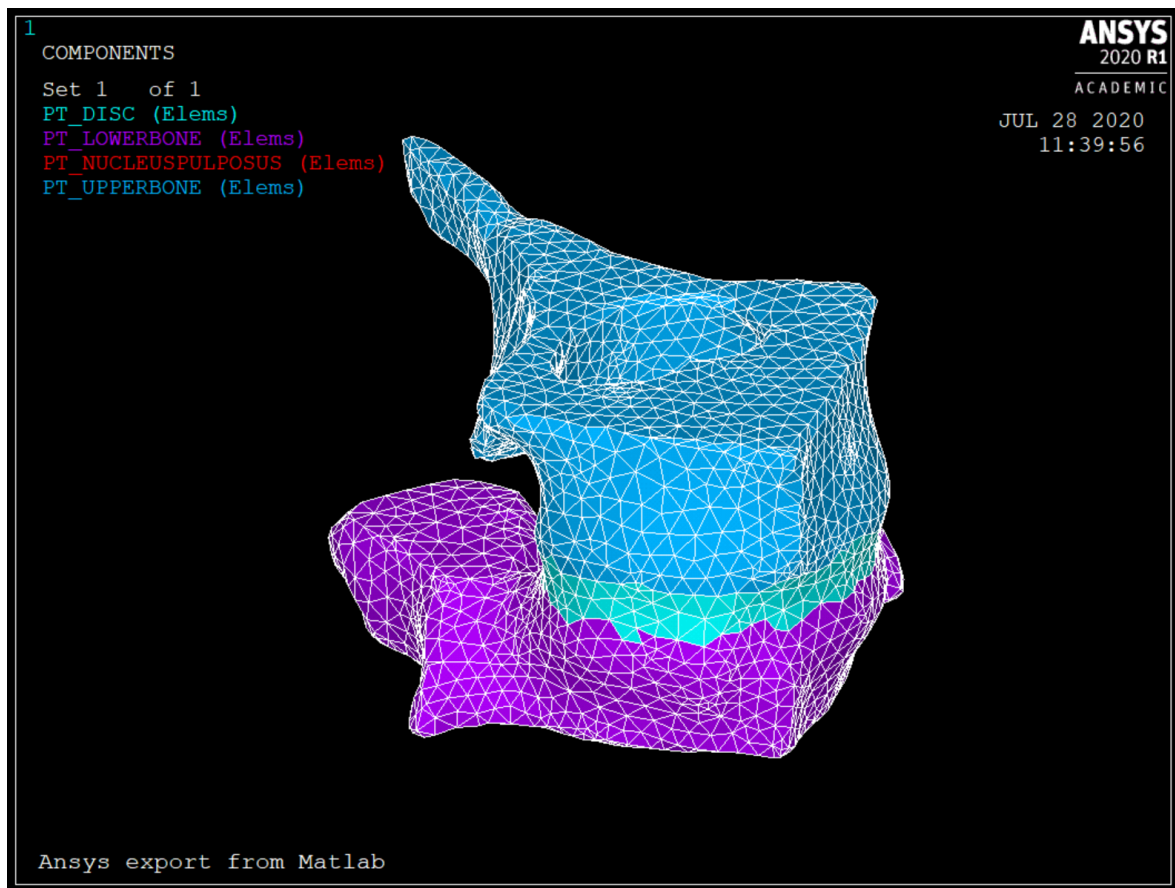 1
COMPONENTS
Set 1 of 1
PT_DISC (Elems)
PT_LOWERBONE (Elems)
PT_NUCLEUSPULPOSUS (Elems)
PT_UPPERBONE (Elems)
ANSYS
2020 R1
ACADEMIC
JUL 28 2020
11:39:56
Ansys export from Matlab